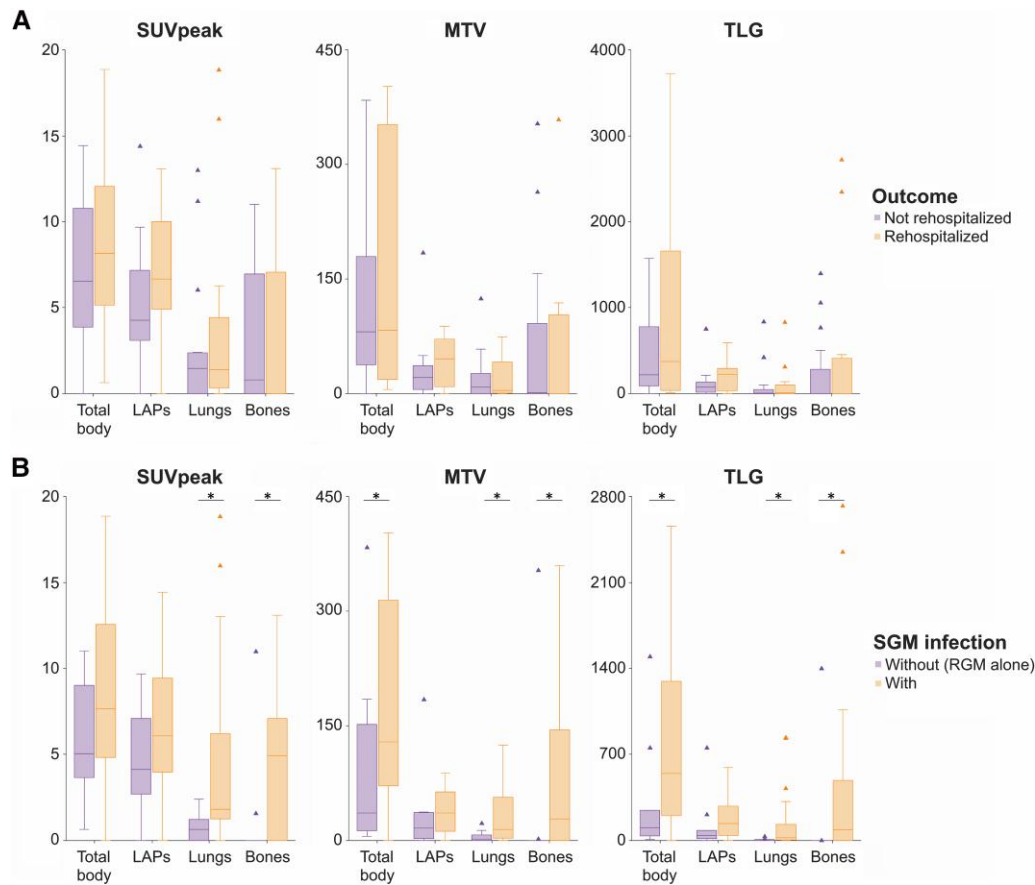 A
SUVpeak MTV TLG
20 450 4000
15 300 3000
10 2000
5 150 1000
0 0 0
Total body LAPs Lungs Bones Total body LAPs Lungs Bones Total body LAPs Lungs Bones
Outcome
Not rehospitalized
Rehospitalized
B
SUVpeak MTV TLG
* * * * * * * *
20 450 2800
15 300 2100
10 1400
5 150 700
0 0 0
Total body LAPs Lungs Bones Total body LAPs Lungs Bones Total body LAPs Lungs Bones
SGM infection
Without (RGM alone)
With